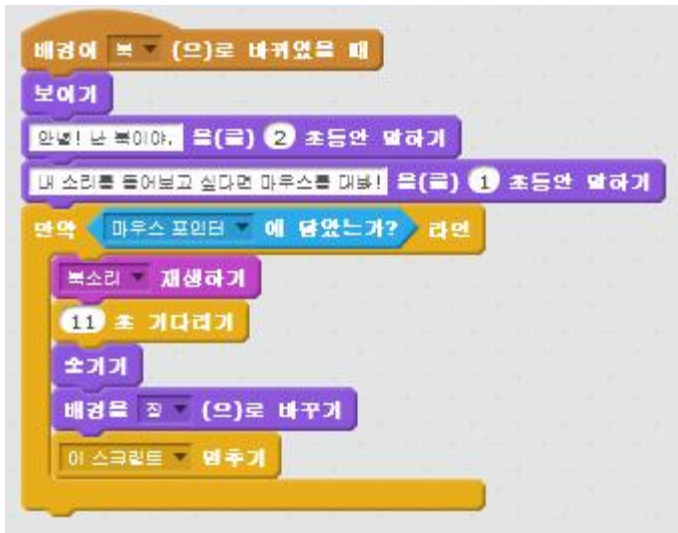 배경이 북 (으)로 바뀌었을 때
보이기
안녕! 난 북이야. 을(를) 2 초동안 말하기
내 소리를 들어보고 싶다면 마우스를 대봐! 을(를) 1 초동안 말하기
만약 마우스 포인터 에 닿았는가? 라면
북소리 재생하기
11 초 기다리기
숨기기
배경을 징 (으)로 바꾸기
이 스크립트 멈추기